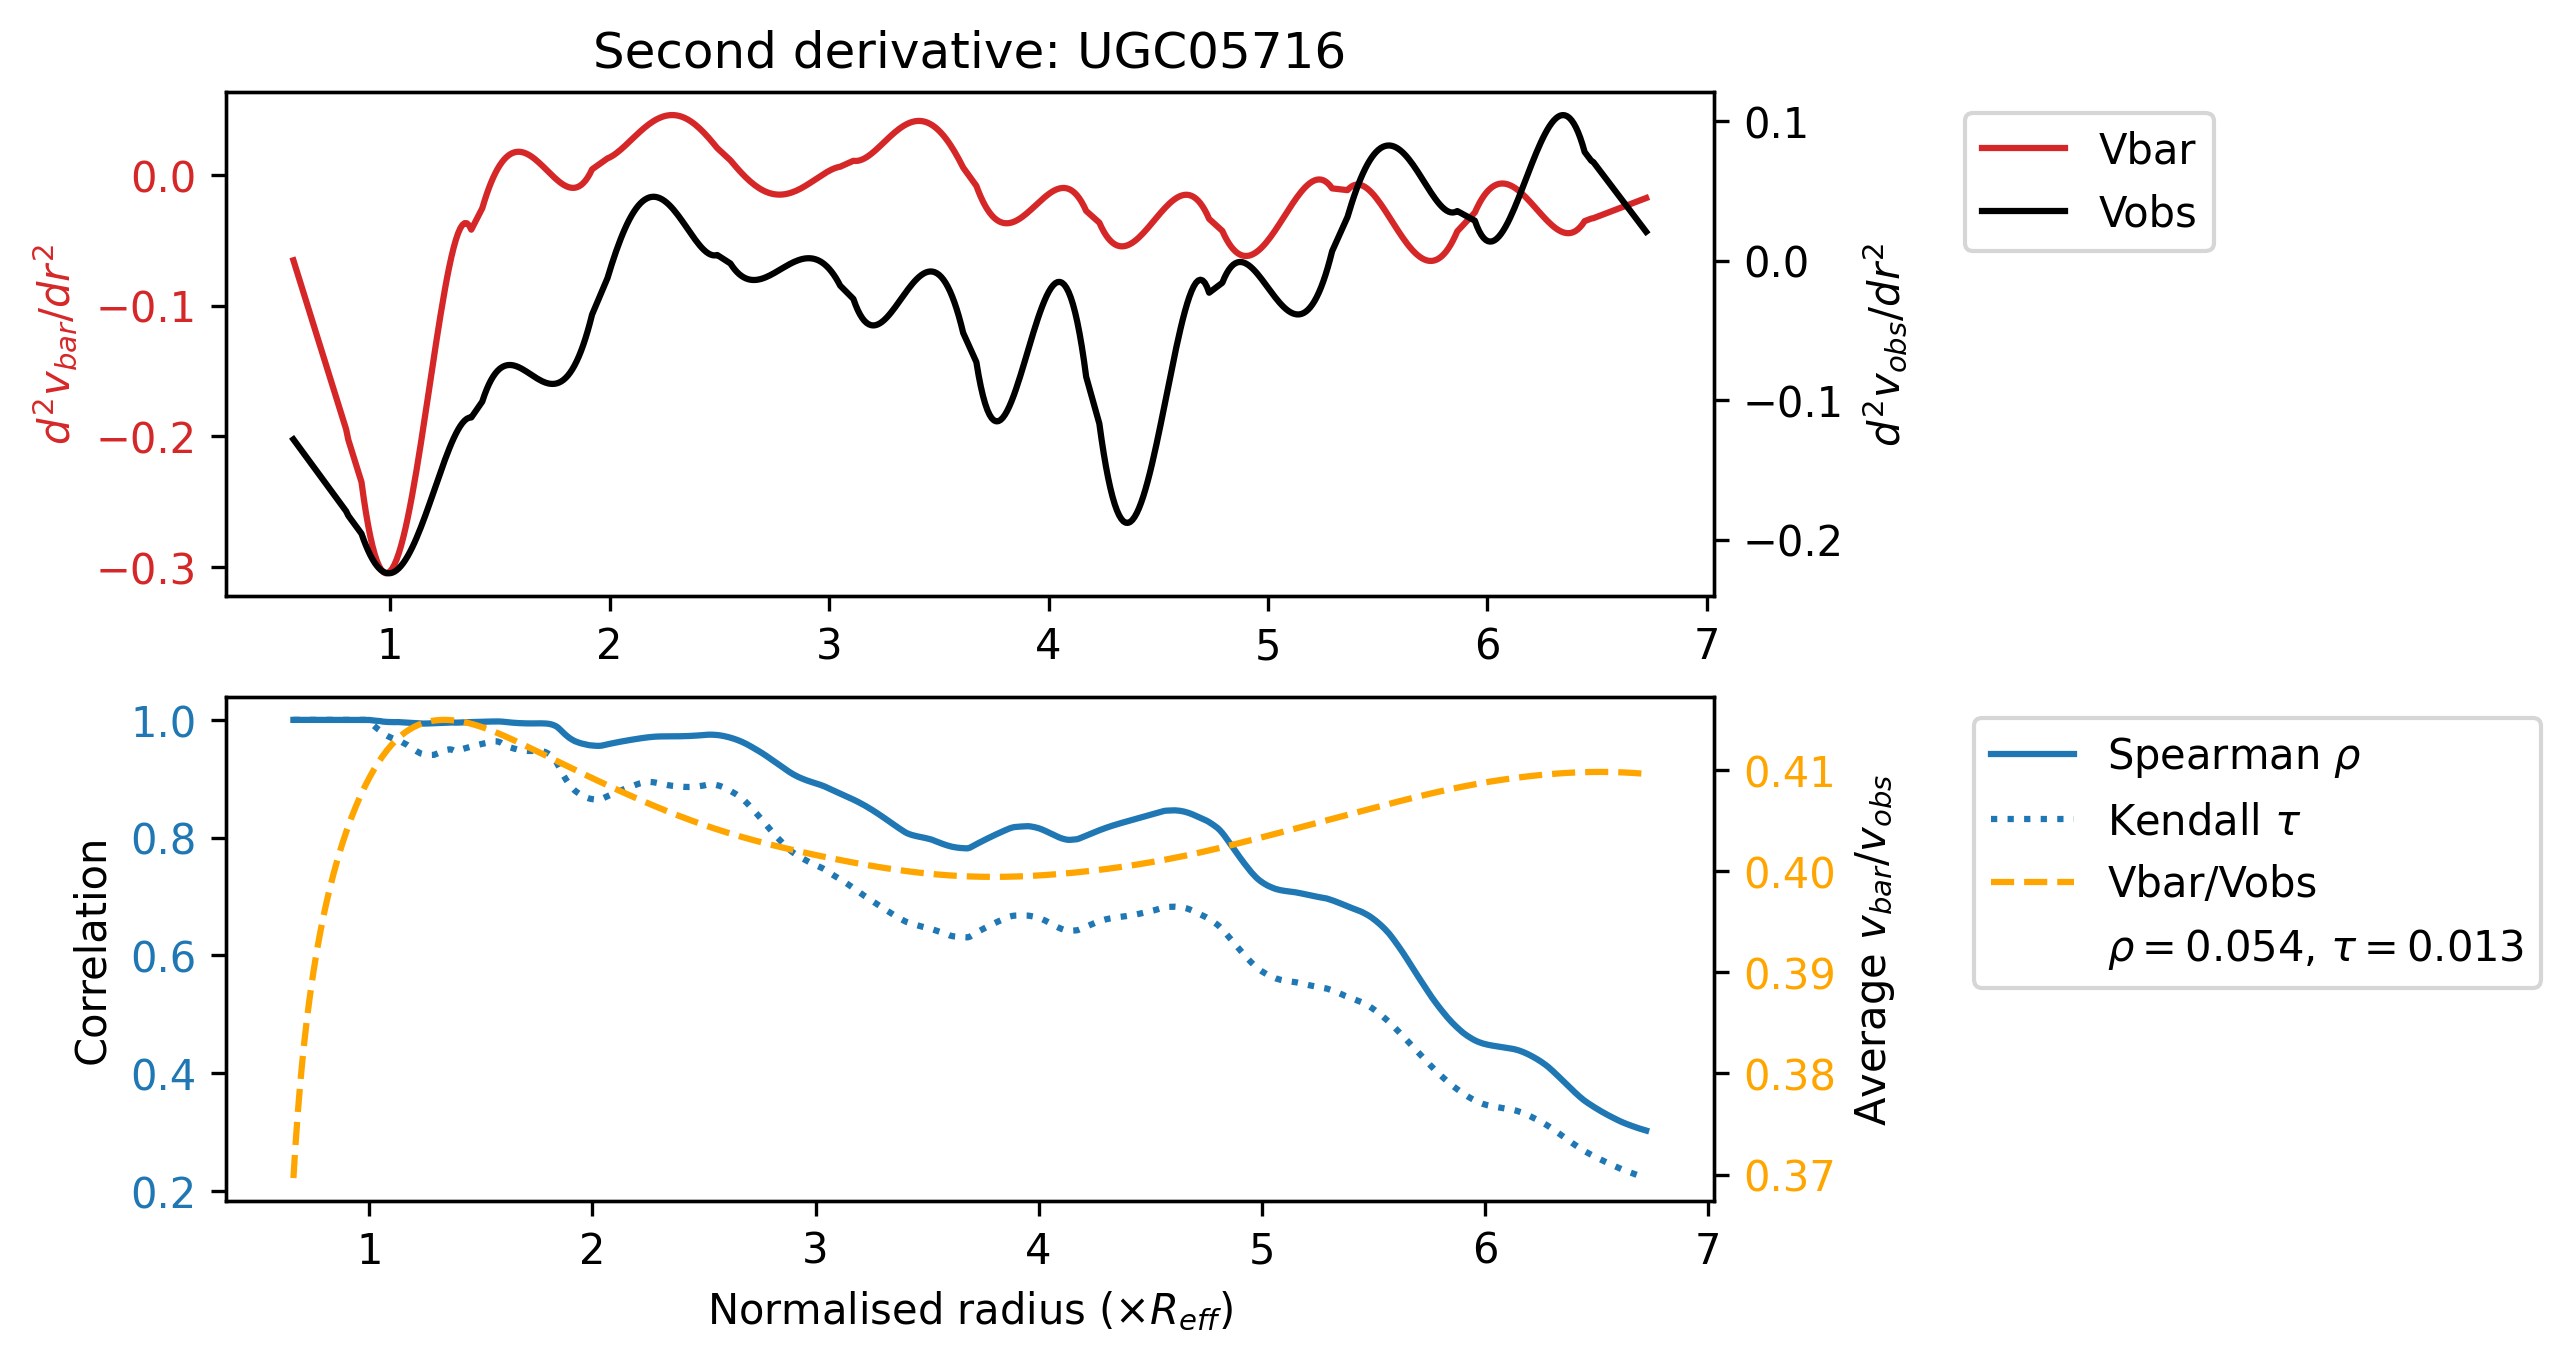 Second derivative: UGC05716
d²v_bar/dr²
0.0
−0.1
−0.2
−0.3
0.1
0.0
−0.1
−0.2
d²v_obs/dr²
1 2 3 4 5 6 7
Vbar
Vobs
Correlation
1.0
0.8
0.6
0.4
0.2
0.41
0.40
0.39
0.38
0.37
Average v_bar/v_obs
1 2 3 4 5 6 7
Normalised radius (×R_eff)
Spearman ρ
Kendall τ
Vbar/Vobs
ρ = 0.054, τ = 0.013